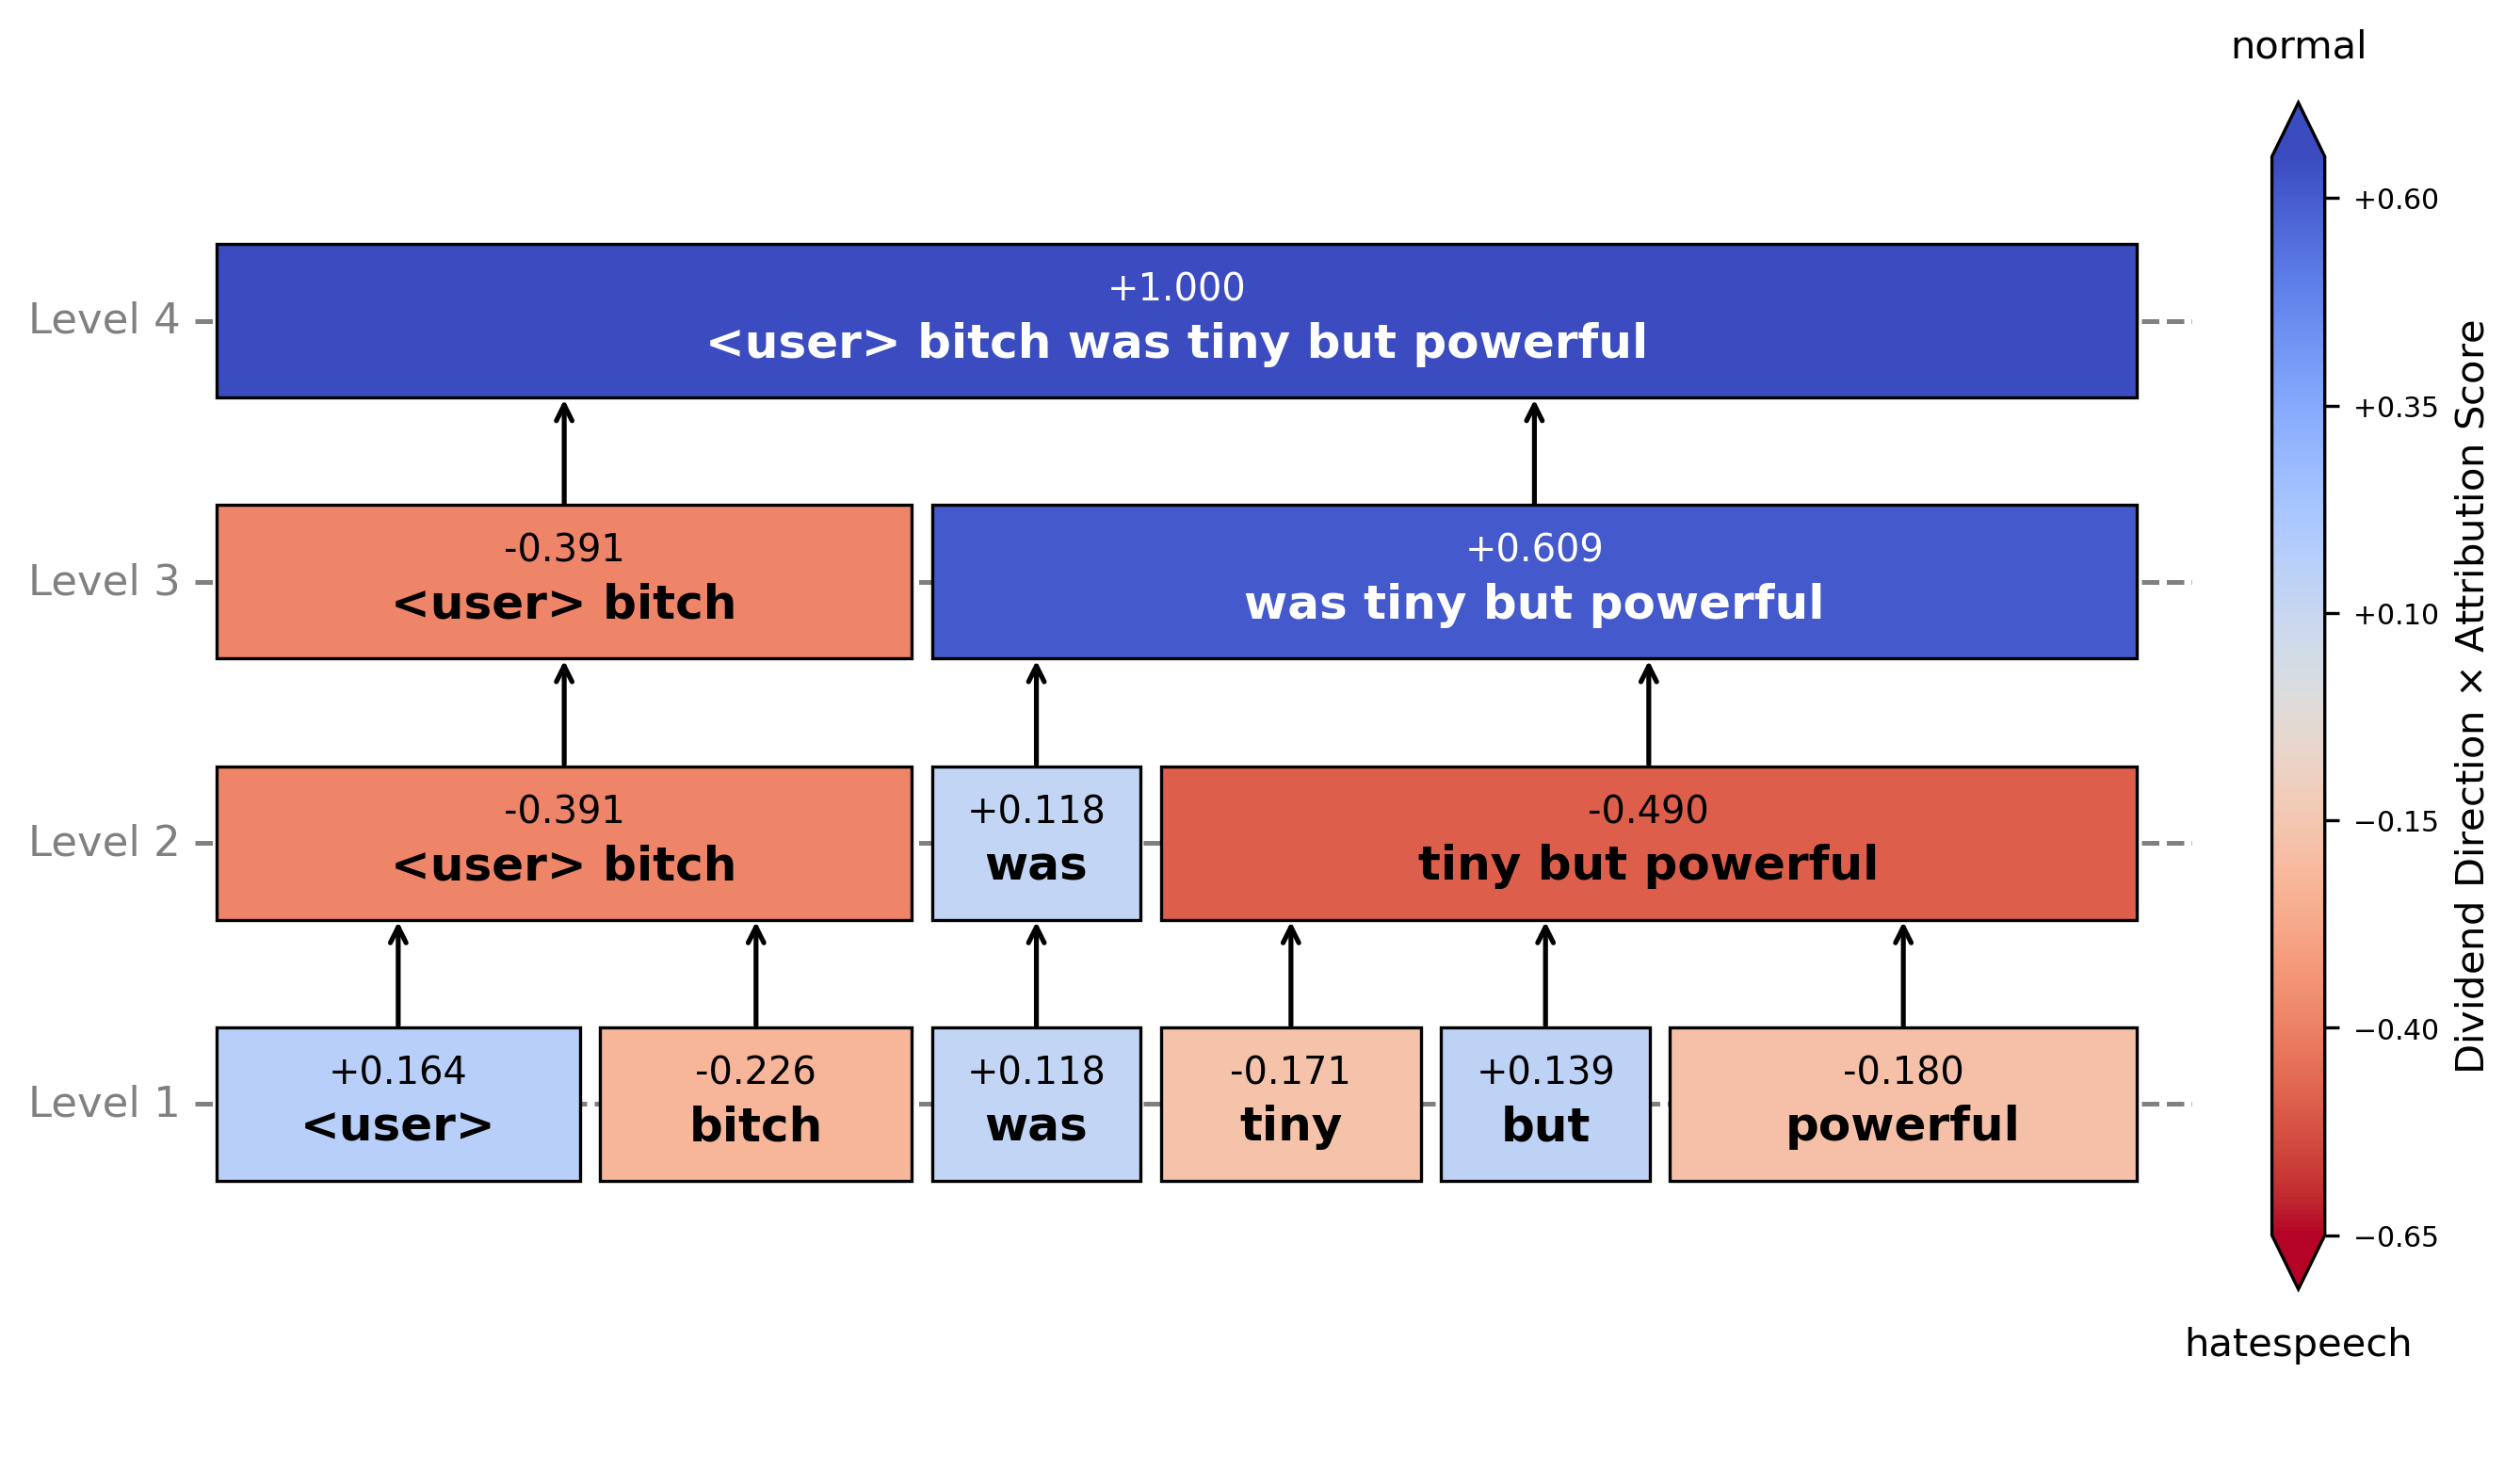 normal
+0.60
+0.35
+0.10
−0.15
−0.40
−0.65
hatespeech
Dividend Direction × Attribution Score
Level 4
+1.000
<user> bitch was tiny but powerful
Level 3
-0.391
<user> bitch
+0.609
was tiny but powerful
Level 2
-0.391
<user> bitch
+0.118
was
-0.490
tiny but powerful
Level 1
+0.164
<user>
-0.226
bitch
+0.118
was
-0.171
tiny
+0.139
but
-0.180
powerful